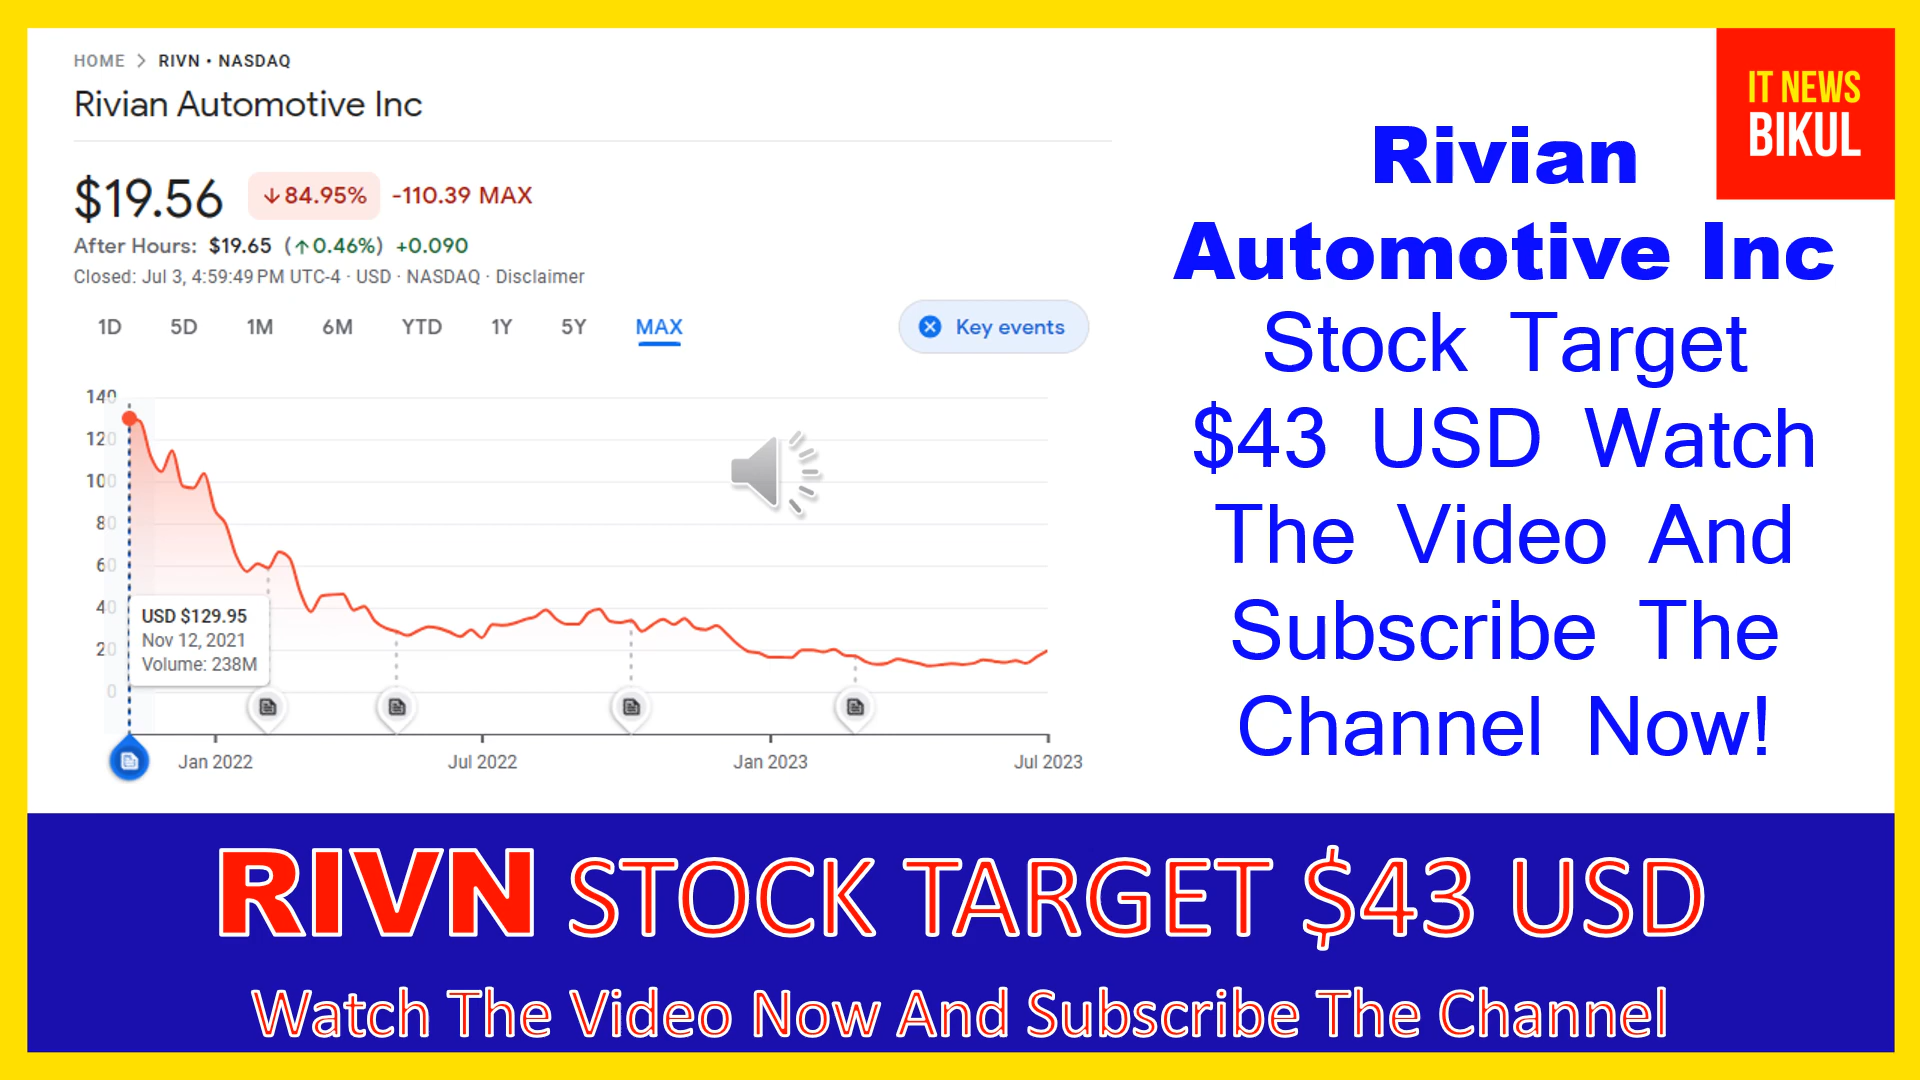 HOME > RIVN • NASDAQ
Rivian Automotive Inc
$19.56 ↓84.95% -110.39 MAX
After Hours: $19.65 (↑0.46%) +0.090
Closed: Jul 3, 4:59:49 PM UTC-4 · USD · NASDAQ · Disclaimer
1D 5D 1M 6M YTD 1Y 5Y MAX
Key events
140
120
100
80
60
40
20
0
USD $129.95
Nov 12, 2021
Volume: 238M
Jan 2022 Jul 2022 Jan 2023 Jul 2023
IT NEWS
BIKUL
Rivian
Automotive Inc
Stock Target
$43 USD Watch
The Video And
Subscribe The
Channel Now!
RIVN STOCK TARGET $43 USD
Watch The Video Now And Subscribe The Channel